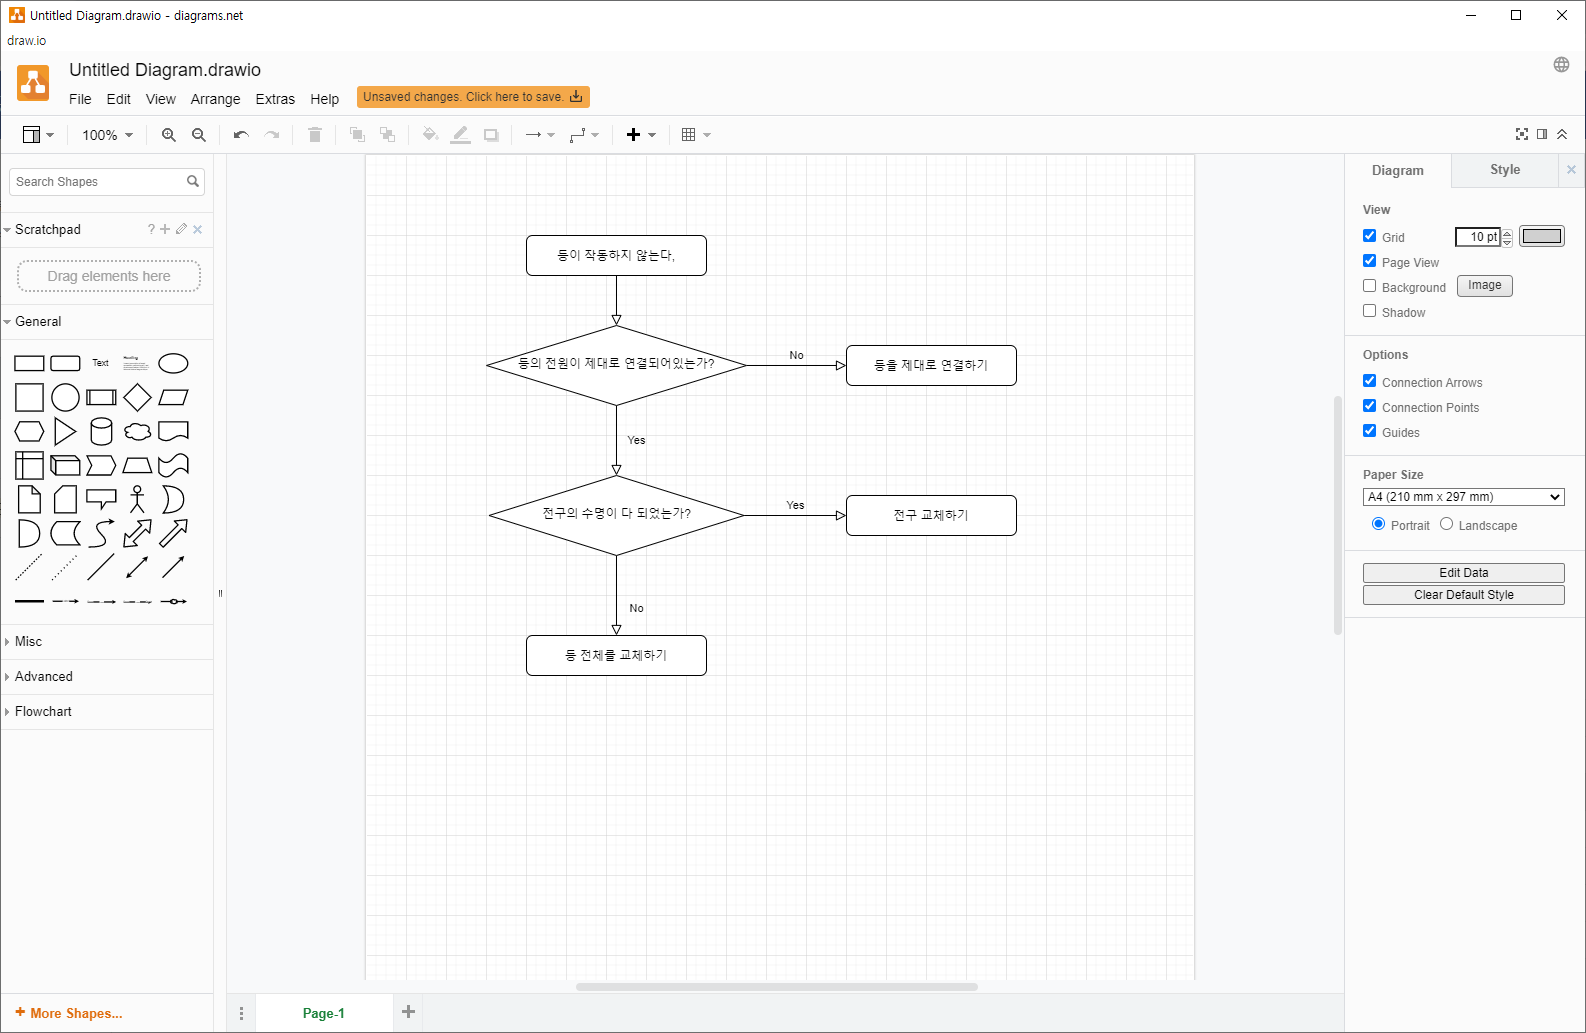 Untitled Diagram.drawio - diagrams.net
draw.io
Untitled Diagram.drawio
File Edit View Arrange Extras Help
Unsaved changes. Click here to save.
100%
Search Shapes
Scratchpad
?
Drag elements here
General
Text
Heading
Misc
Advanced
Flowchart
+ More Shapes...
등이 작동하지 않는다,
등의 전원이 제대로 연결되어있는가?
No
등을 제대로 연결하기
Yes
전구의 수명이 다 되었는가?
Yes
전구 교체하기
No
등 전체를 교체하기
Page-1
Diagram
Style
View
Grid
10 pt
Page View
Background
Image
Shadow
Options
Connection Arrows
Connection Points
Guides
Paper Size
A4 (210 mm x 297 mm)
Portrait
Landscape
Edit Data
Clear Default Style